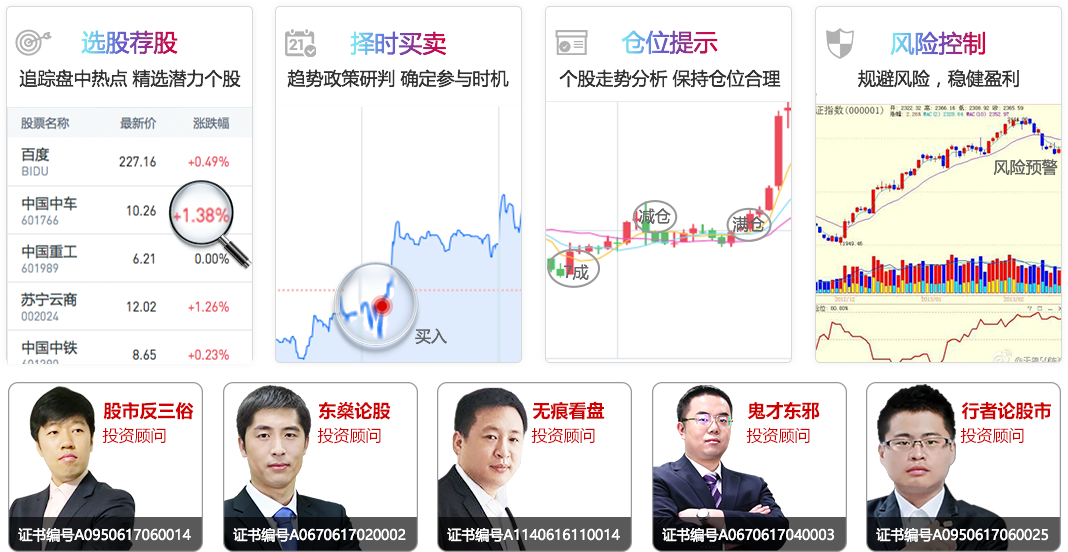 选股荐股
追踪盘中热点 精选潜力个股
股票名称 最新价 涨跌幅
百度 227.16 +0.49%
BIDU
中国中车 10.26 +1.38%
601766
中国重工 6.21 0.00%
601989
苏宁云商 12.02 +1.26%
002024
中国中铁 8.65 +0.23%
21
择时买卖
趋势政策研判 确定参与时机
买入
仓位提示
个股走势分析 保持仓位合理
减仓
满仓
7成
风险控制
规避风险，稳健盈利
证指数(000001)
风险预警
1949.46
股市反三俗
投资顾问
证书编号A0950617060014
东燊论股
投资顾问
证书编号A0670617020002
无痕看盘
投资顾问
证书编号A1140616110014
鬼才东邪
投资顾问
证书编号A0670617040003
行者论股市
投资顾问
证书编号A0950617060025